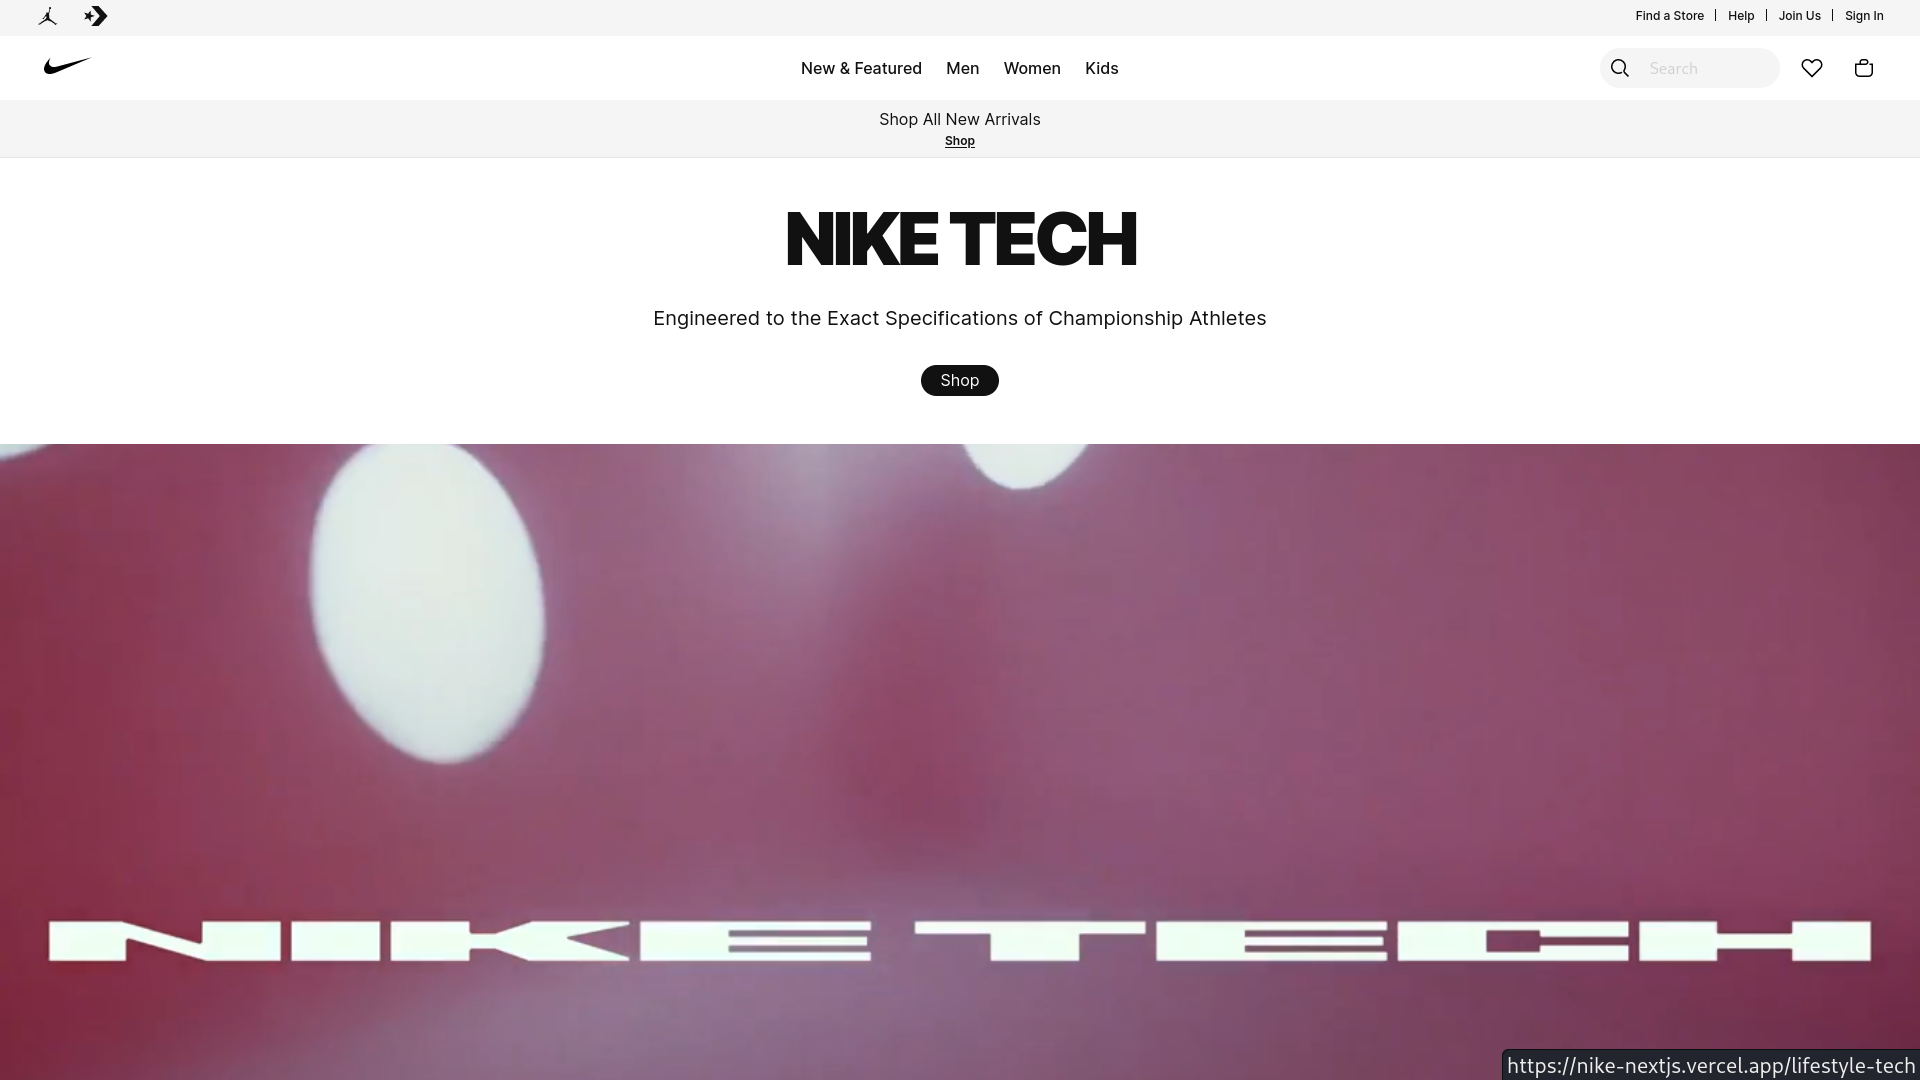 Find a Store | Help | Join Us | Sign In
New & Featured Men Women Kids Search
Shop All New Arrivals
Shop
NIKE TECH
Engineered to the Exact Specifications of Championship Athletes
Shop
NIKE TECH
https://nike-nextjs.vercel.app/lifestyle-tech